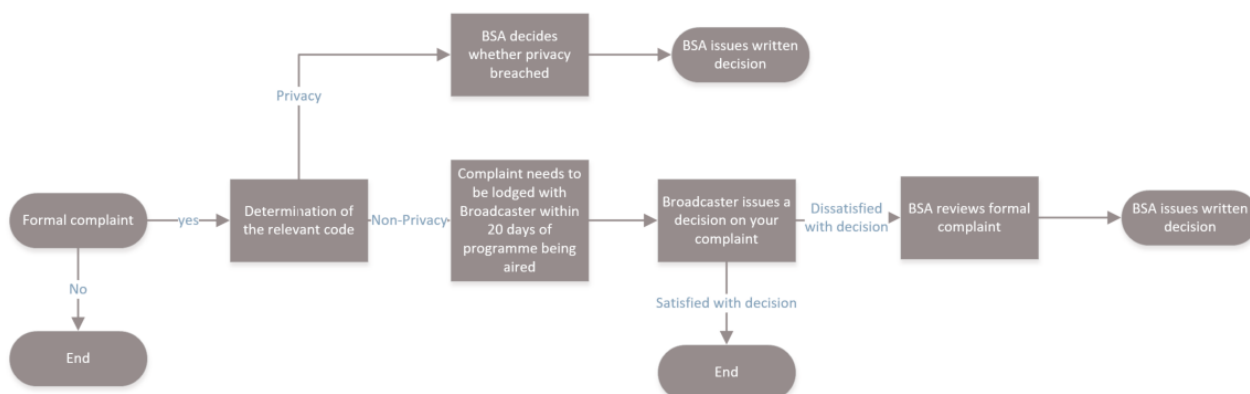 BSA decides
whether privacy
breached
BSA issues written
decision
Privacy
Formal complaint
yes
Determination of
the relevant code
Non-Privacy
Complaint needs to
be lodged with
Broadcaster within
20 days of
programme being
aired
Broadcaster issues a
decision on your
complaint
Dissatisfied
with decision
BSA reviews formal
complaint
BSA issues written
decision
No
End
Satisfied with decision
End